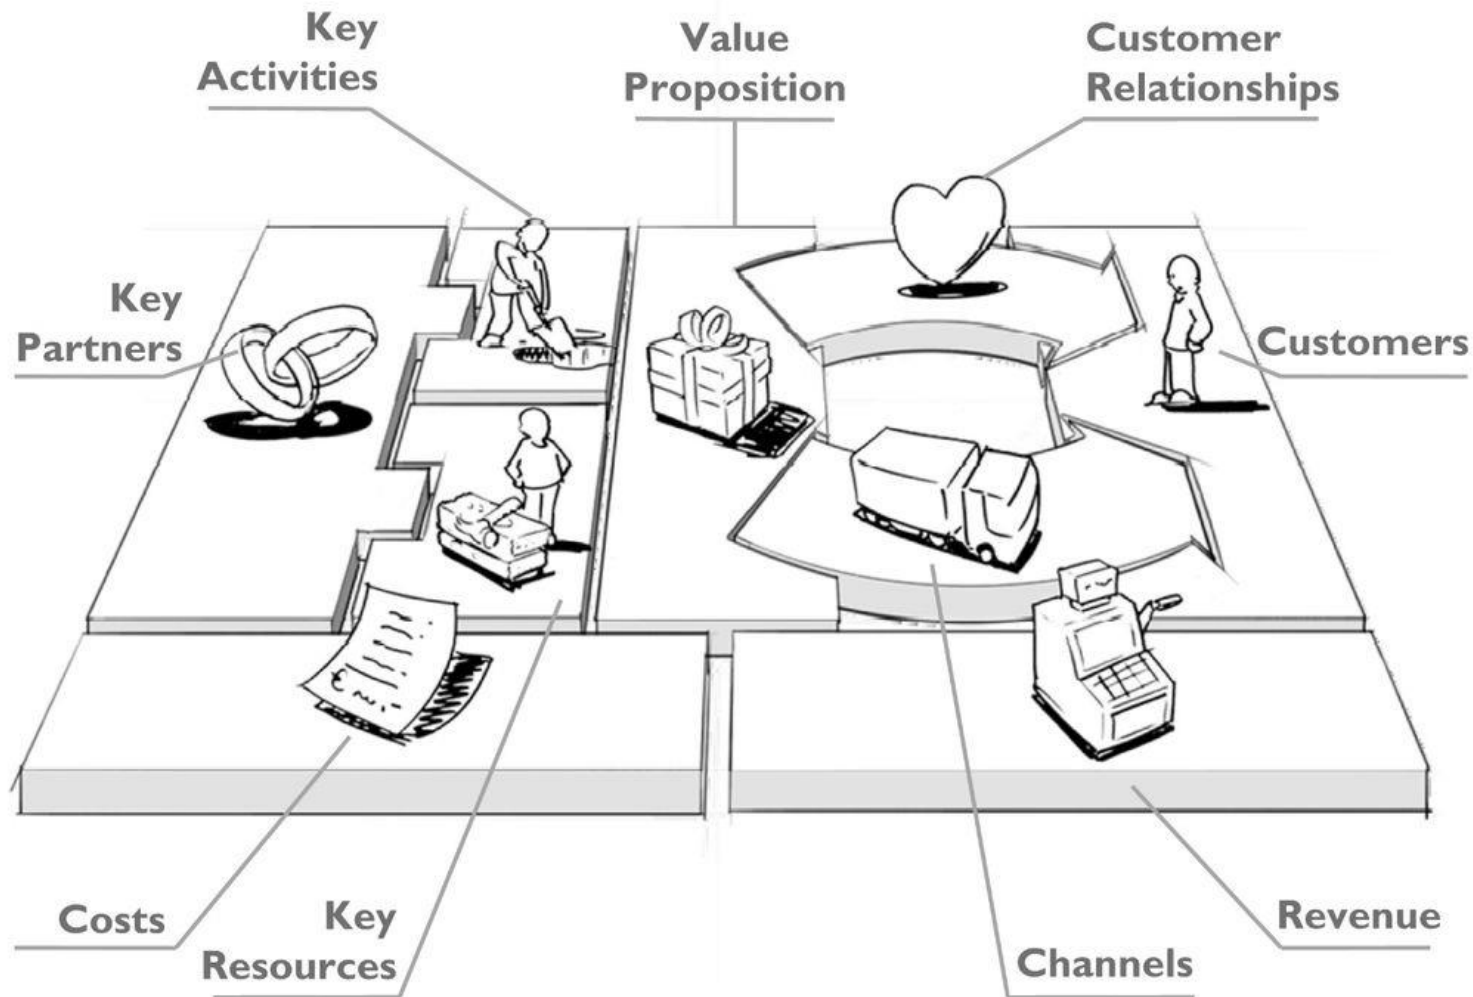 Key
Activities
Value
Proposition
Customer
Relationships
Key
Partners
Customers
€
Costs
Key
Resources
Channels
Revenue